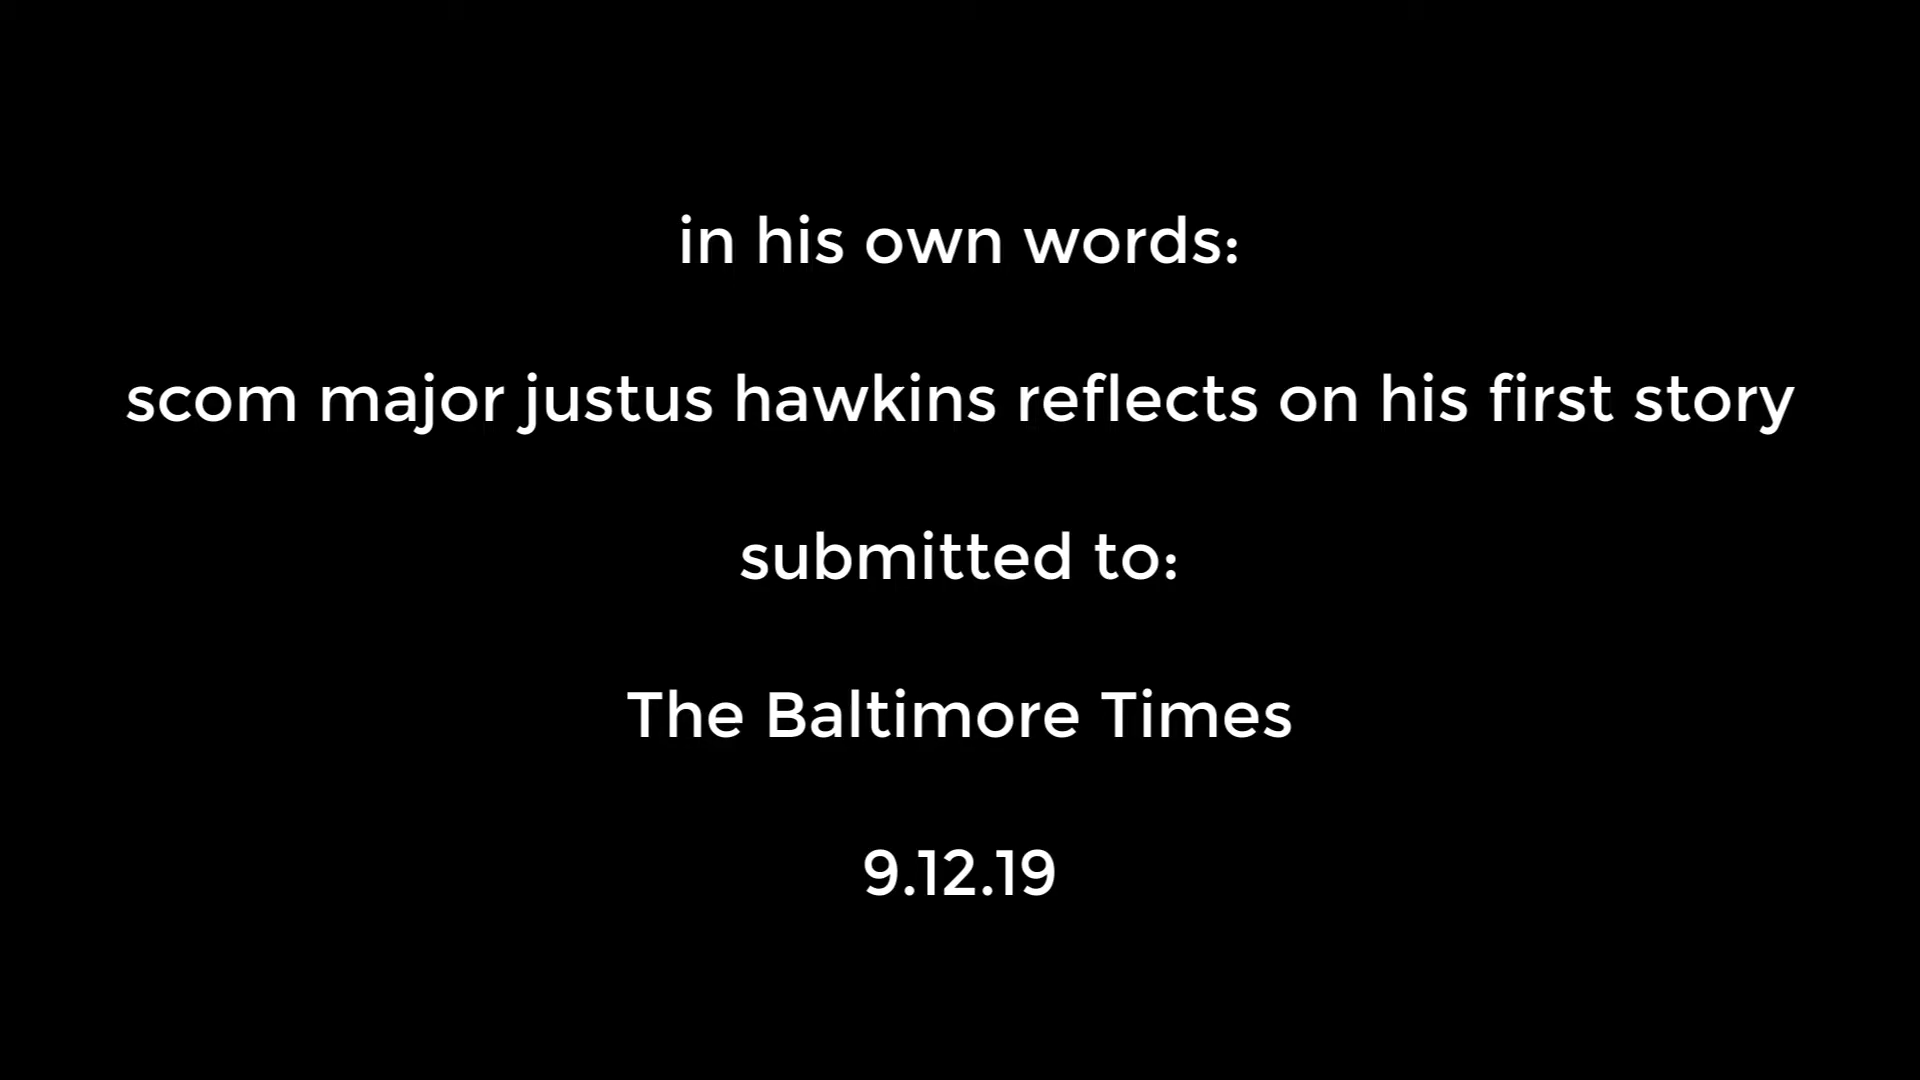 in his own words:
scom major justus hawkins reflects on his first story
submitted to:
The Baltimore Times
9.12.19